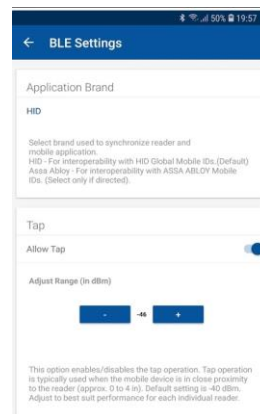 50% 19:57
← BLE Settings
Application Brand
HID
Select brand used to synchronize reader and
mobile application.
HID - For interoperability with HID Global Mobile IDs.(Default)
Assa Abloy - For interoperability with ASSA ABLOY Mobile
IDs. (Select only if directed).
Tap
Allow Tap
Adjust Range (in dBm)
- -46 +
This option enables/disables the tap operation. Tap operation
is typically used when the mobile device is in close proximity
to the reader (approx. 0 to 4 in). Default setting is -40 dBm.
Adjust to best suit performance for each individual reader.